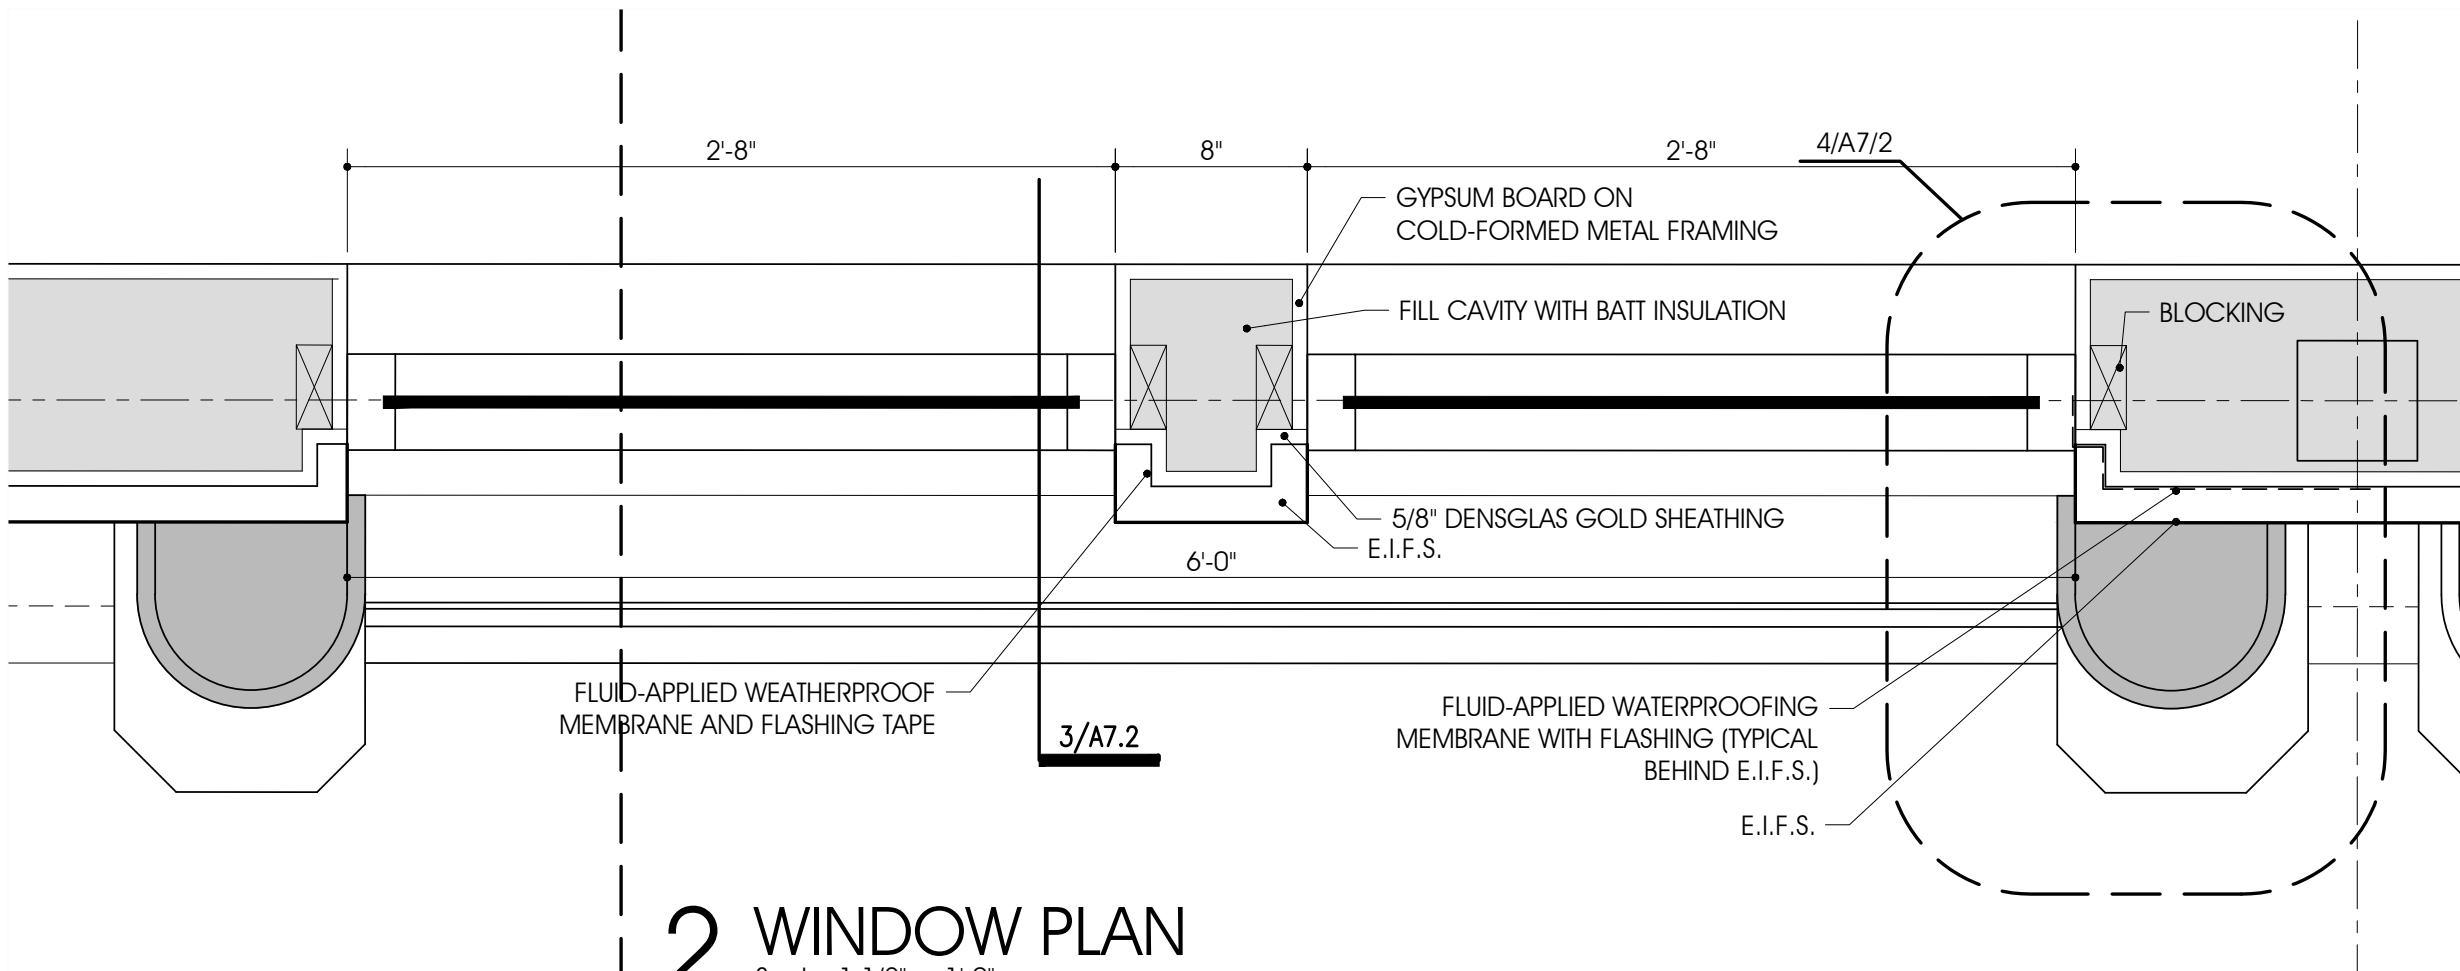 2'-8"
8"
2'-8"
4/A7/2
GYPSUM BOARD ON
COLD-FORMED METAL FRAMING
FILL CAVITY WITH BATT INSULATION
BLOCKING
5/8" DENSGLAS GOLD SHEATHING
E.I.F.S.
6'-0"
FLUID-APPLIED WEATHERPROOF
MEMBRANE AND FLASHING TAPE
3/A7.2
FLUID-APPLIED WATERPROOFING
MEMBRANE WITH FLASHING (TYPICAL
BEHIND E.I.F.S.)
E.I.F.S.
2 WINDOW PLAN